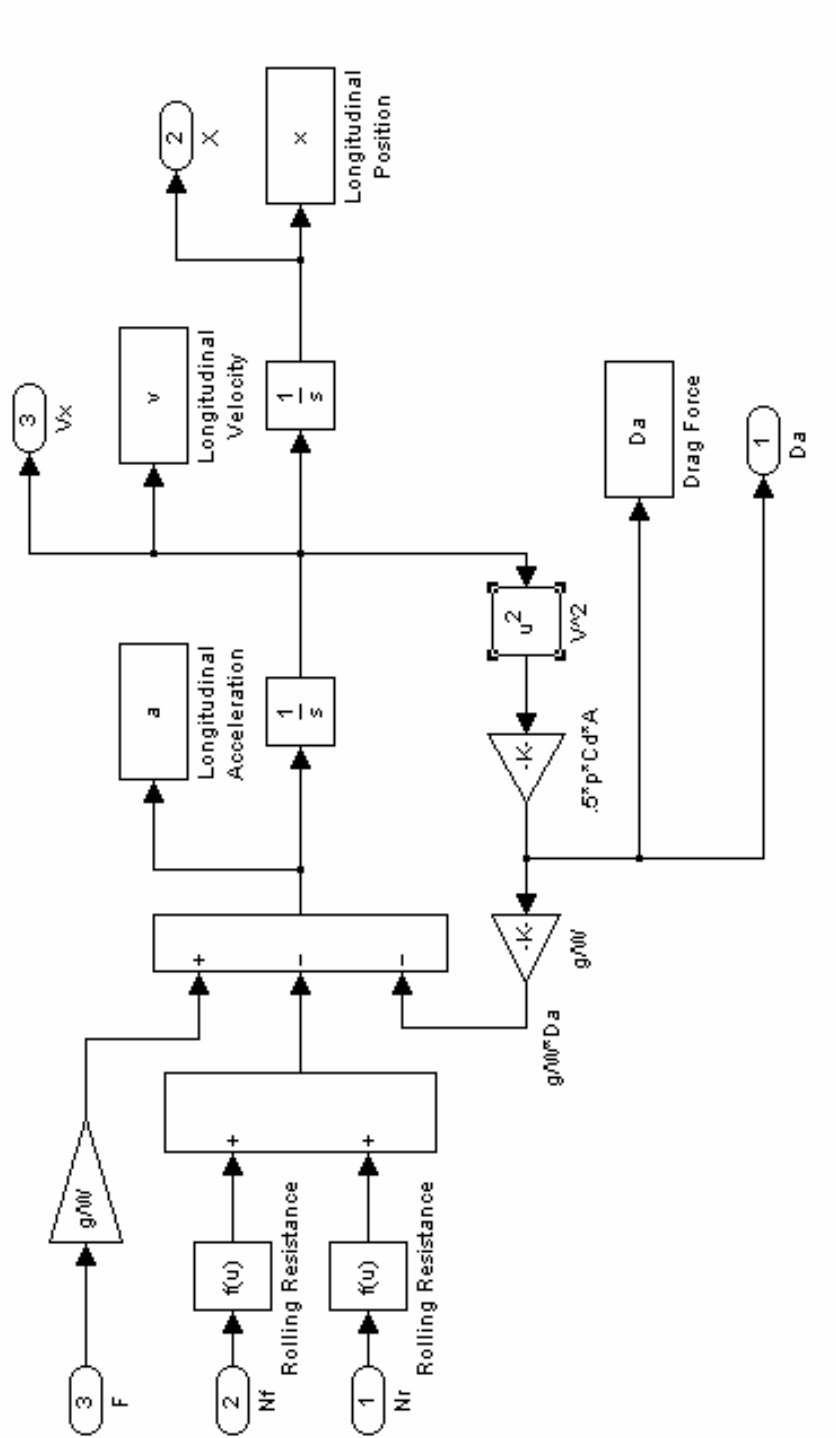 3
F
g/W
2
Nf
f(u)
Rolling Resistance
1
Nr
f(u)
Rolling Resistance
+
+
+
-
-
a
Longitudinal
Acceleration
1
s
3
Vx
v
Longitudinal
Velocity
1
s
2
X
x
Longitudinal
Position
u²
V^2
-K-
.5*p*Cd*A
-K-
g/W
g/W*Da
Da
Drag Force
1
Da